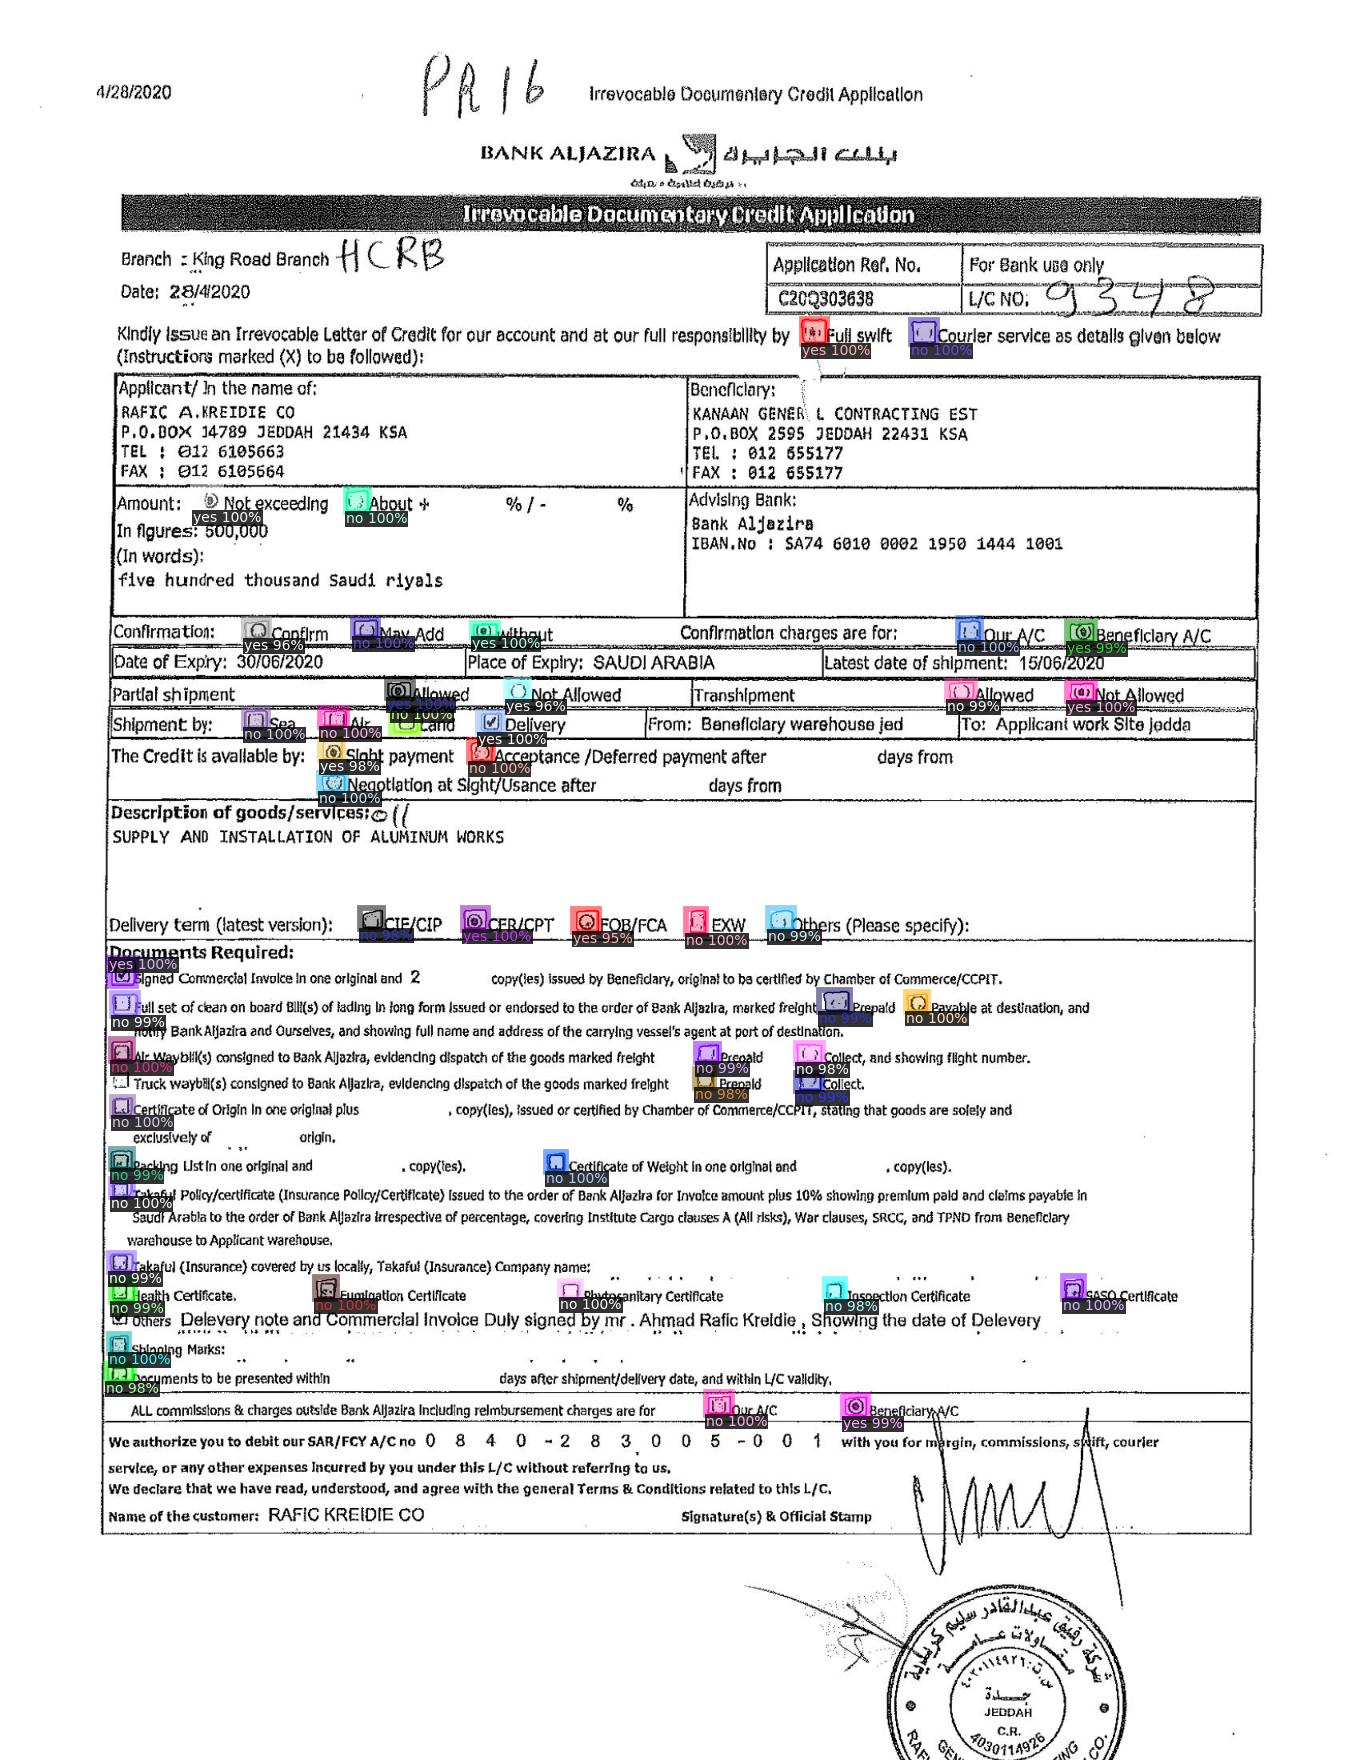 4/28/2020
PR16
Irrevocable Documentary Credit Application
BANK ALJAZIRA بنك الجزيرة
Irrevocable Documentary Credit Application
Branch : King Road Branch HCRB
Application Ref. No. For Bank use only
Date: 28/4/2020
C20Q303638 L/C NO. 9348
Kindly issue an Irrevocable Letter of Credit for our account and at our full responsibility by Full swift Courier service as details given below
yes 100% no 100%
(Instructions marked (X) to be followed):
Applicant/ In the name of: Beneficiary:
RAFIC A.KREIDIE CO KANAAN GENER L CONTRACTING EST
P.O.BOX 14789 JEDDAH 21434 KSA P.O.BOX 2595 JEDDAH 22431 KSA
TEL : 012 6105663 TEL : 012 655177
FAX : 012 6105664 FAX : 012 655177
Amount: Not exceeding About + % / - % Advising Bank:
yes 100% no 100%
In figures: 500,000 Bank Aljazira
IBAN.No : SA74 6010 0002 1950 1444 1001
(In words):
five hundred thousand Saudi riyals
Confirmation: Confirm May Add without Confirmation charges are for: Our A/C Beneficiary A/C
yes 96% no 100% yes 100% no 100% yes 99%
Date of Expiry: 30/06/2020 Place of Expiry: SAUDI ARABIA Latest date of shipment: 15/06/2020
Partial shipment Allowed Not Allowed Transhipment Allowed Not Allowed
yes 100% yes 96% no 99% yes 100%
no 100%
Shipment by: Sea Air Land Delivery From: Beneficiary warehouse jed To: Applicant work Site jedda
no 100% no 100% yes 100%
The Credit is available by: Sight payment Acceptance /Deferred payment after days from
yes 98% no 100%
Negotiation at Sight/Usance after days from
no 100%
Description of goods/services:
SUPPLY AND INSTALLATION OF ALUMINUM WORKS
Delivery term (latest version): CIF/CIP CFR/CPT FOB/FCA EXW Others (Please specify):
no 98% yes 100% yes 95% no 100% no 99%
Documents Required:
yes 100%
Signed Commercial Invoice in one original and 2 copy(ies) issued by Beneficiary, original to be certified by Chamber of Commerce/CCPIT.
Full set of clean on board Bill(s) of lading in long form issued or endorsed to the order of Bank Aljazira, marked freight Prepaid Payable at destination, and
no 99% no 99% no 100%
notify Bank Aljazira and Ourselves, and showing full name and address of the carrying vessel's agent at port of destination.
Air Waybill(s) consigned to Bank Aljazira, evidencing dispatch of the goods marked freight Prepaid Collect, and showing flight number.
no 100% no 99% no 98%
Truck waybill(s) consigned to Bank Aljazira, evidencing dispatch of the goods marked freight Prepaid Collect.
no 98% no 99%
Certificate of Origin in one original plus , copy(ies), issued or certified by Chamber of Commerce/CCPIT, stating that goods are solely and
no 100%
exclusively of origin.
Packing List in one original and , copy(ies). Certificate of Weight in one original and , copy(ies).
no 99% no 100%
Takaful Policy/certificate (Insurance Policy/Certificate) issued to the order of Bank Aljazira for Invoice amount plus 10% showing premium paid and claims payable in
no 100%
Saudi Arabia to the order of Bank Aljazira irrespective of percentage, covering Institute Cargo clauses A (All risks), War clauses, SRCC, and TPND from Beneficiary
warehouse to Applicant warehouse.
Takaful (Insurance) covered by us locally, Takaful (Insurance) Company name:
no 99%
Health Certificate. Fumigation Certificate Phytosanitary Certificate Inspection Certificate SASO Certificate
no 99% no 100% no 100% no 98% no 100%
Others Delevery note and Commercial Invoice Duly signed by mr . Ahmad Rafic Kreidie , Showing the date of Delevery
Shipping Marks:
no 100%
Documents to be presented within days after shipment/delivery date, and within L/C validity.
no 98%
ALL commissions & charges outside Bank Aljazira including reimbursement charges are for Our A/C Beneficiary A/C
no 100% yes 99%
We authorize you to debit our SAR/FCY A/C no 0 8 4 0 - 2 8 3 0 0 5 - 0 0 1 with you for margin, commissions, swift, courier
service, or any other expenses incurred by you under this L/C without referring to us.
We declare that we have read, understood, and agree with the general Terms & Conditions related to this L/C.
Name of the customer: RAFIC KREIDIE CO Signature(s) & Official Stamp
شركة رفيق عبدالقادر سليم كريدية
مقاولات عامة
س.ت: ٤٠٣٠١١٤٩٢٦
جدة
JEDDAH
C.R.
4030114926